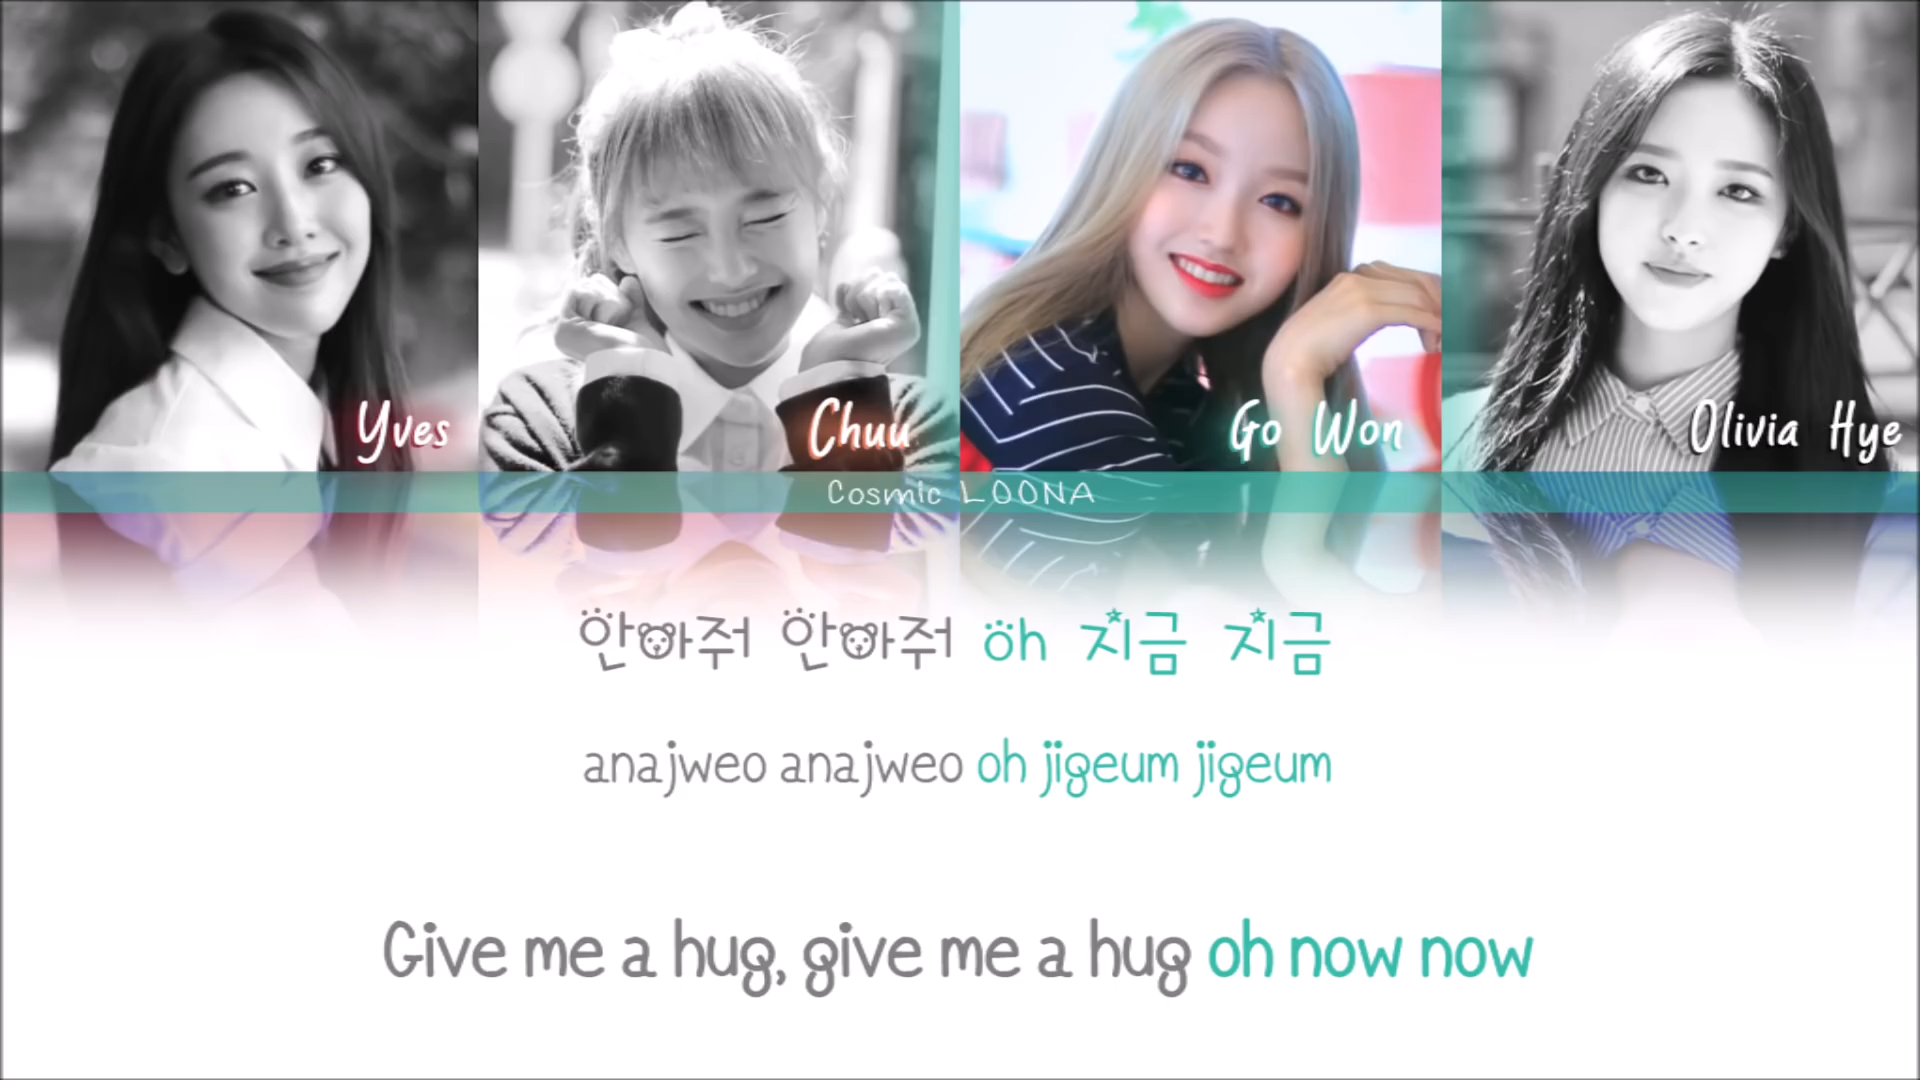 Yves
Chuu
Go Won
Olivia Hye
Cosmic LOONA
안아줘 안아줘 oh 지금 지금
anajweo anajweo oh jigeum jigeum
Give me a hug, give me a hug oh now now